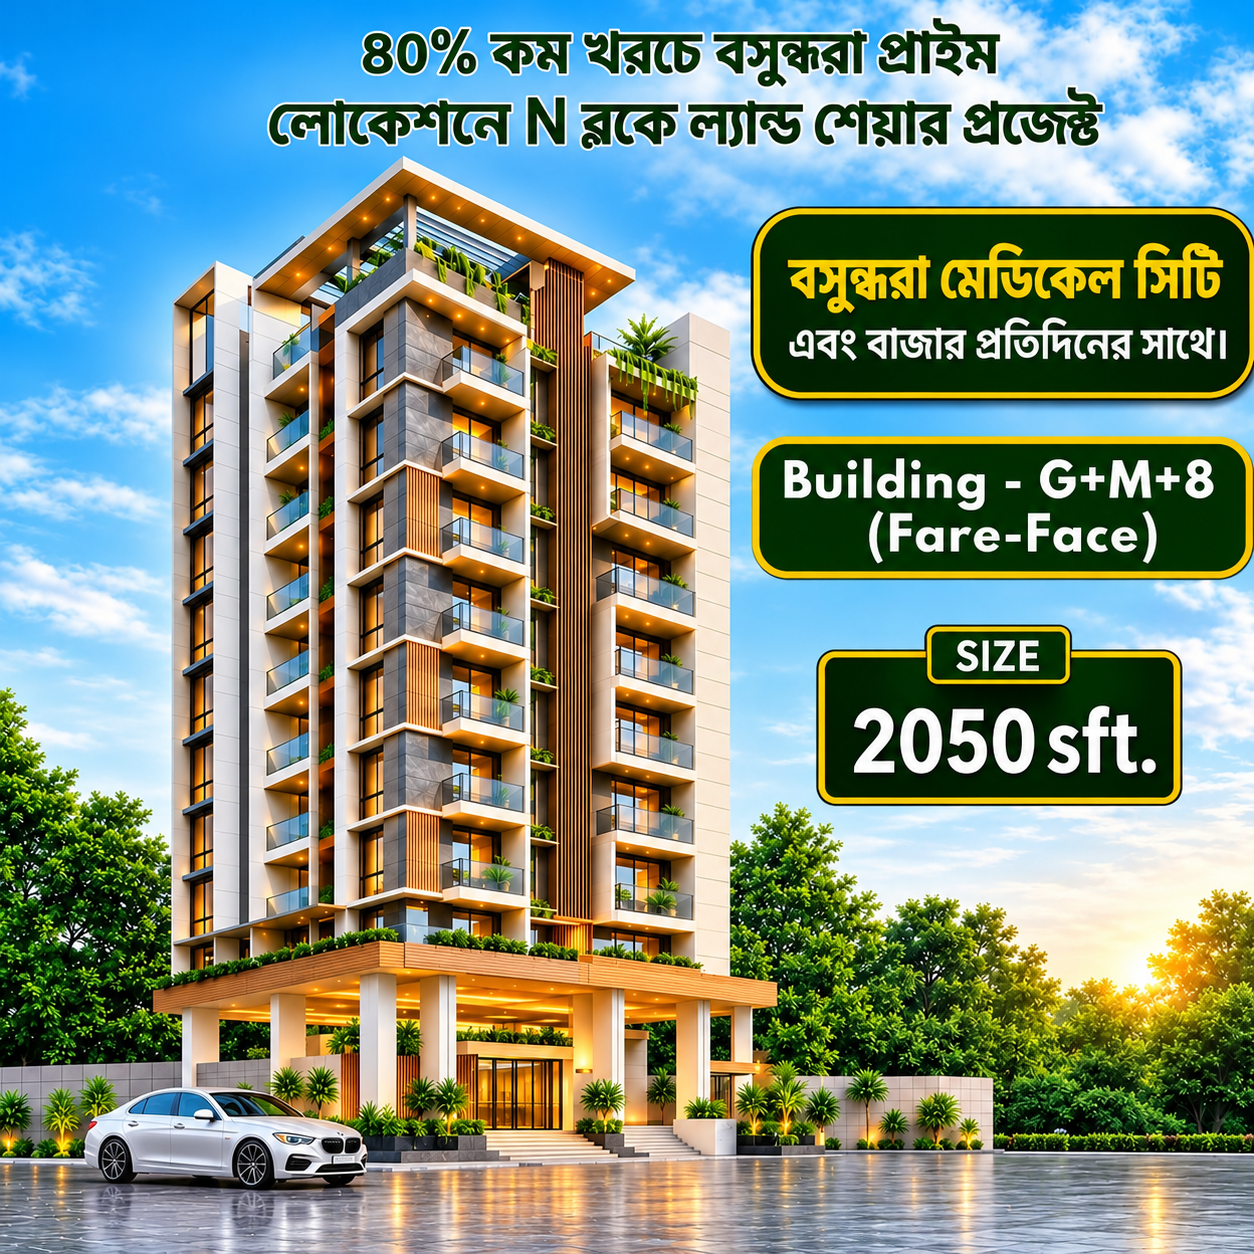 80% কম খরচে বসুন্ধরা প্রাইম
লোকেশনে N ব্লকে ল্যান্ড শেয়ার প্রজেক্ট
বসুন্ধরা মেডিকেল সিটি
এবং বাজার প্রতিদিনের সাথে।
Building - G+M+8
(Fare-Face)
SIZE
2050 sft.